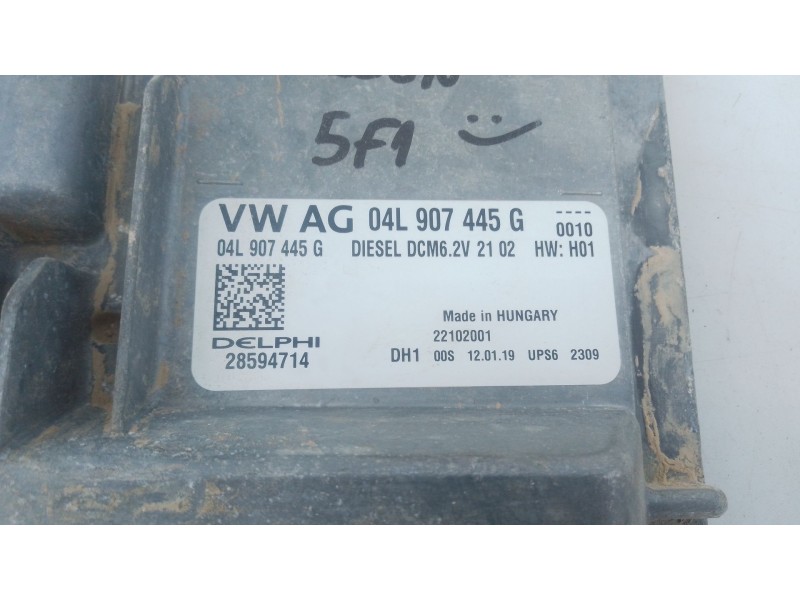 5F1
VW AG 04L 907 445 G ----
0010
04L 907 445 G DIESEL DCM6.2V 21 02 HW: H01
Made in HUNGARY
22102001
DELPHI
28594714
DH1 00S 12.01.19 UPS6 2309